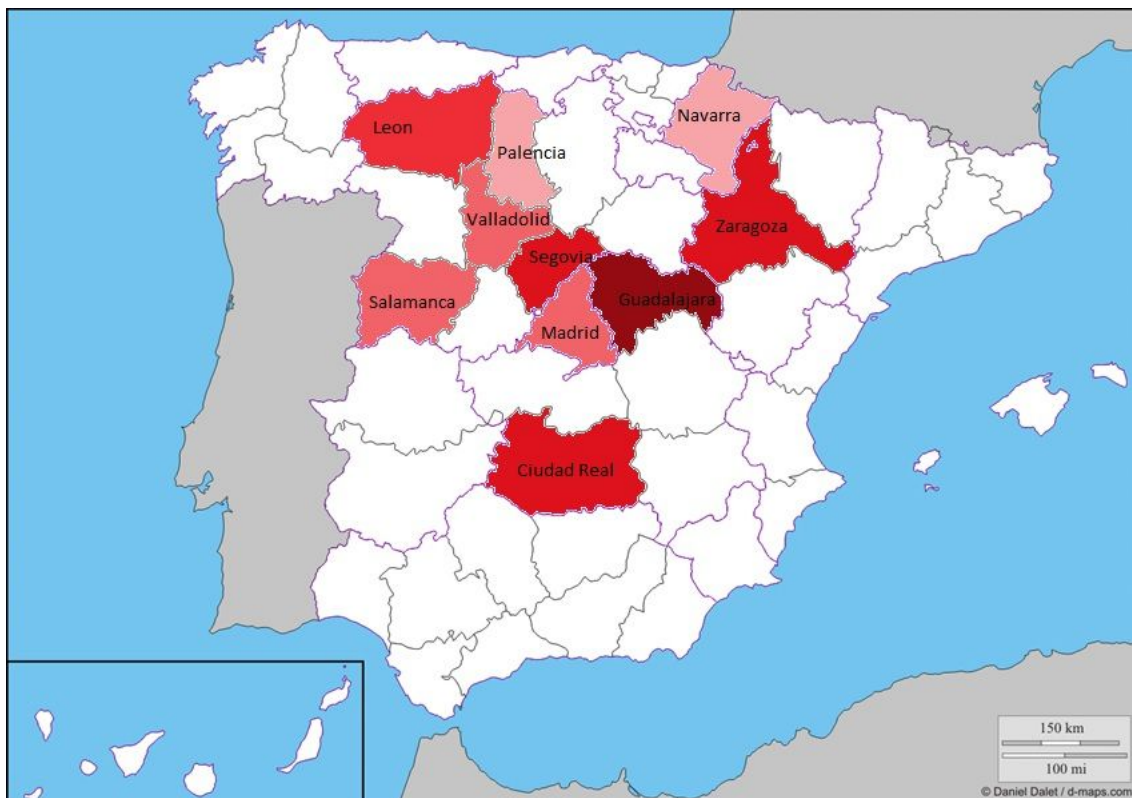 Navarra
Leon
Palencia
Valladolid
Zaragoza
Segovia
Salamanca
Guadalajara
Madrid
Ciudad Real
150 km
100 mi
© Daniel Dalet / d-maps.com